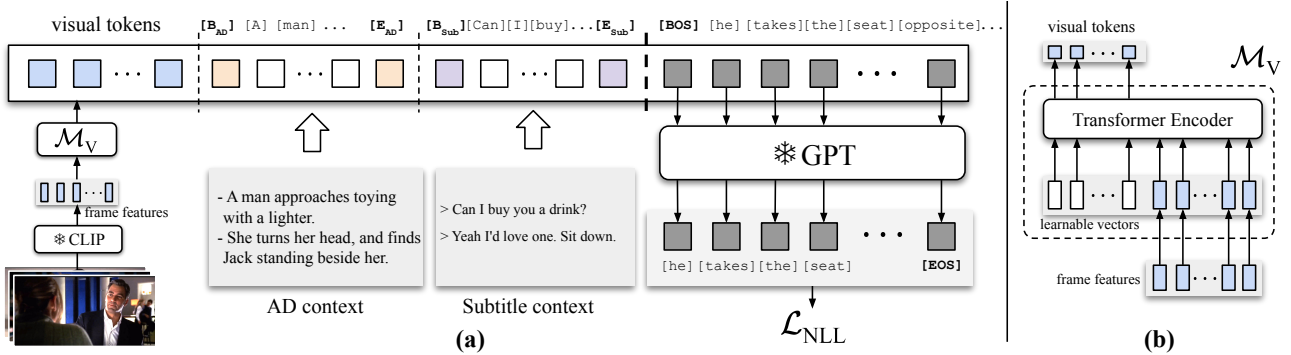 visual tokens
[B_AD] [A] [man] ... [E_AD]
[B_Sub][Can][I][buy]... [E_Sub]
[BOS] [he] [takes][the] [seat][opposite]...
M_V
frame features
❄ CLIP
- A man approaches toying
with a lighter.
- She turns her head, and finds
Jack standing beside her.
AD context
> Can I buy you a drink?
> Yeah I'd love one. Sit down.
Subtitle context
❄ GPT
[he] [takes][the] [seat] [EOS]
L_NLL
(a)
visual tokens
M_V
Transformer Encoder
learnable vectors
frame features
(b)